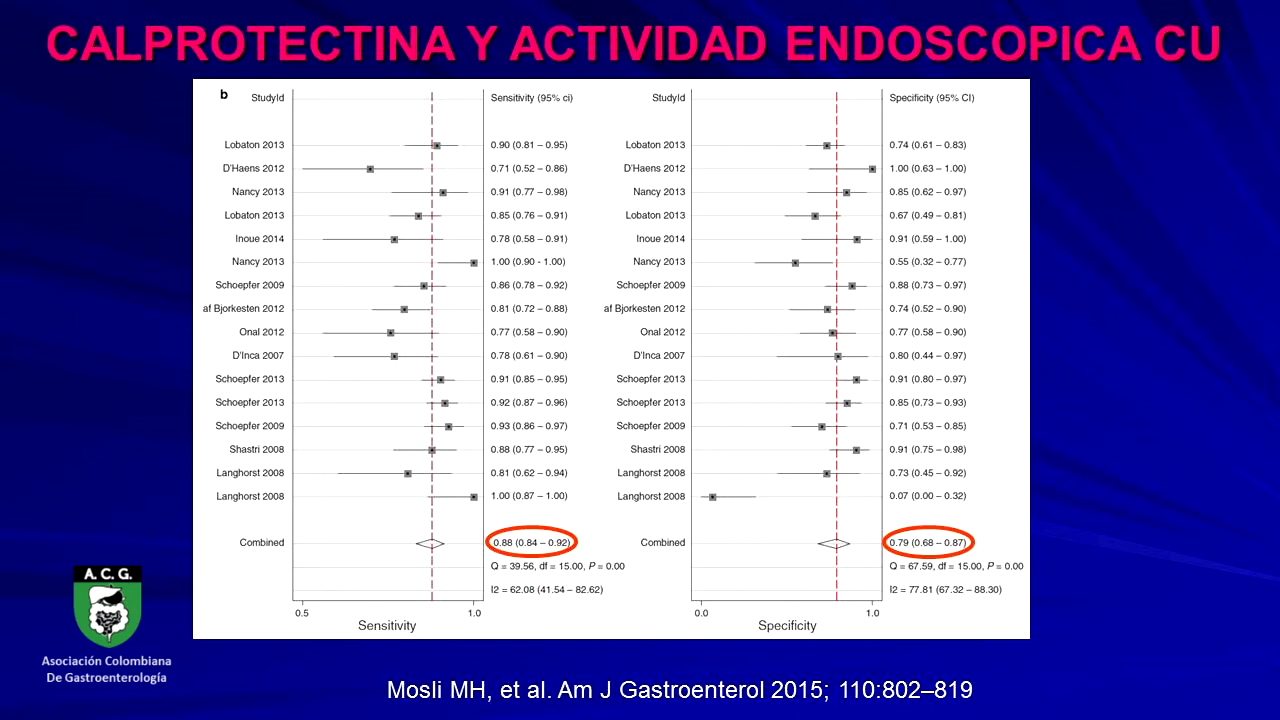 CALPROTECTINA Y ACTIVIDAD ENDOSCOPICA CU
b
StudyId Sensitivity (95% ci)
Lobaton 2013 0.90 (0.81 – 0.95)
D'Haens 2012 0.71 (0.52 – 0.86)
Nancy 2013 0.91 (0.77 – 0.98)
Lobaton 2013 0.85 (0.76 – 0.91)
Inoue 2014 0.78 (0.58 – 0.91)
Nancy 2013 1.00 (0.90 - 1.00)
Schoepfer 2009 0.86 (0.78 – 0.92)
af Bjorkesten 2012 0.81 (0.72 – 0.88)
Onal 2012 0.77 (0.58 – 0.90)
D'Inca 2007 0.78 (0.61 – 0.90)
Schoepfer 2013 0.91 (0.85 – 0.95)
Schoepfer 2013 0.92 (0.87 – 0.96)
Schoepfer 2009 0.93 (0.86 – 0.97)
Shastri 2008 0.88 (0.77 – 0.95)
Langhorst 2008 0.81 (0.62 – 0.94)
Langhorst 2008 1.00 (0.87 – 1.00)
Combined 0.88 (0.84 – 0.92)
Q = 39.56, df = 15.00, P = 0.00
I2 = 62.08 (41.54 – 82.62)
0.5 1.0
Sensitivity
StudyId Specificity (95% CI)
Lobaton 2013 0.74 (0.61 – 0.83)
D'Haens 2012 1.00 (0.63 – 1.00)
Nancy 2013 0.85 (0.62 – 0.97)
Lobaton 2013 0.67 (0.49 – 0.81)
Inoue 2014 0.91 (0.59 – 1.00)
Nancy 2013 0.55 (0.32 – 0.77)
Schoepfer 2009 0.88 (0.73 – 0.97)
af Bjorkesten 2012 0.74 (0.52 – 0.90)
Onal 2012 0.77 (0.58 – 0.90)
D'Inca 2007 0.80 (0.44 – 0.97)
Schoepfer 2013 0.91 (0.80 – 0.97)
Schoepfer 2013 0.85 (0.73 – 0.93)
Schoepfer 2009 0.71 (0.53 – 0.85)
Shastri 2008 0.91 (0.75 – 0.98)
Langhorst 2008 0.73 (0.45 – 0.92)
Langhorst 2008 0.07 (0.00 – 0.32)
Combined 0.79 (0.68 – 0.87)
Q = 67.59, df = 15.00, P = 0.00
I2 = 77.81 (67.32 – 88.30)
0.0 1.0
Specificity
A. C. G.
Asociación Colombiana
De Gastroenterología
Mosli MH, et al. Am J Gastroenterol 2015; 110:802–819